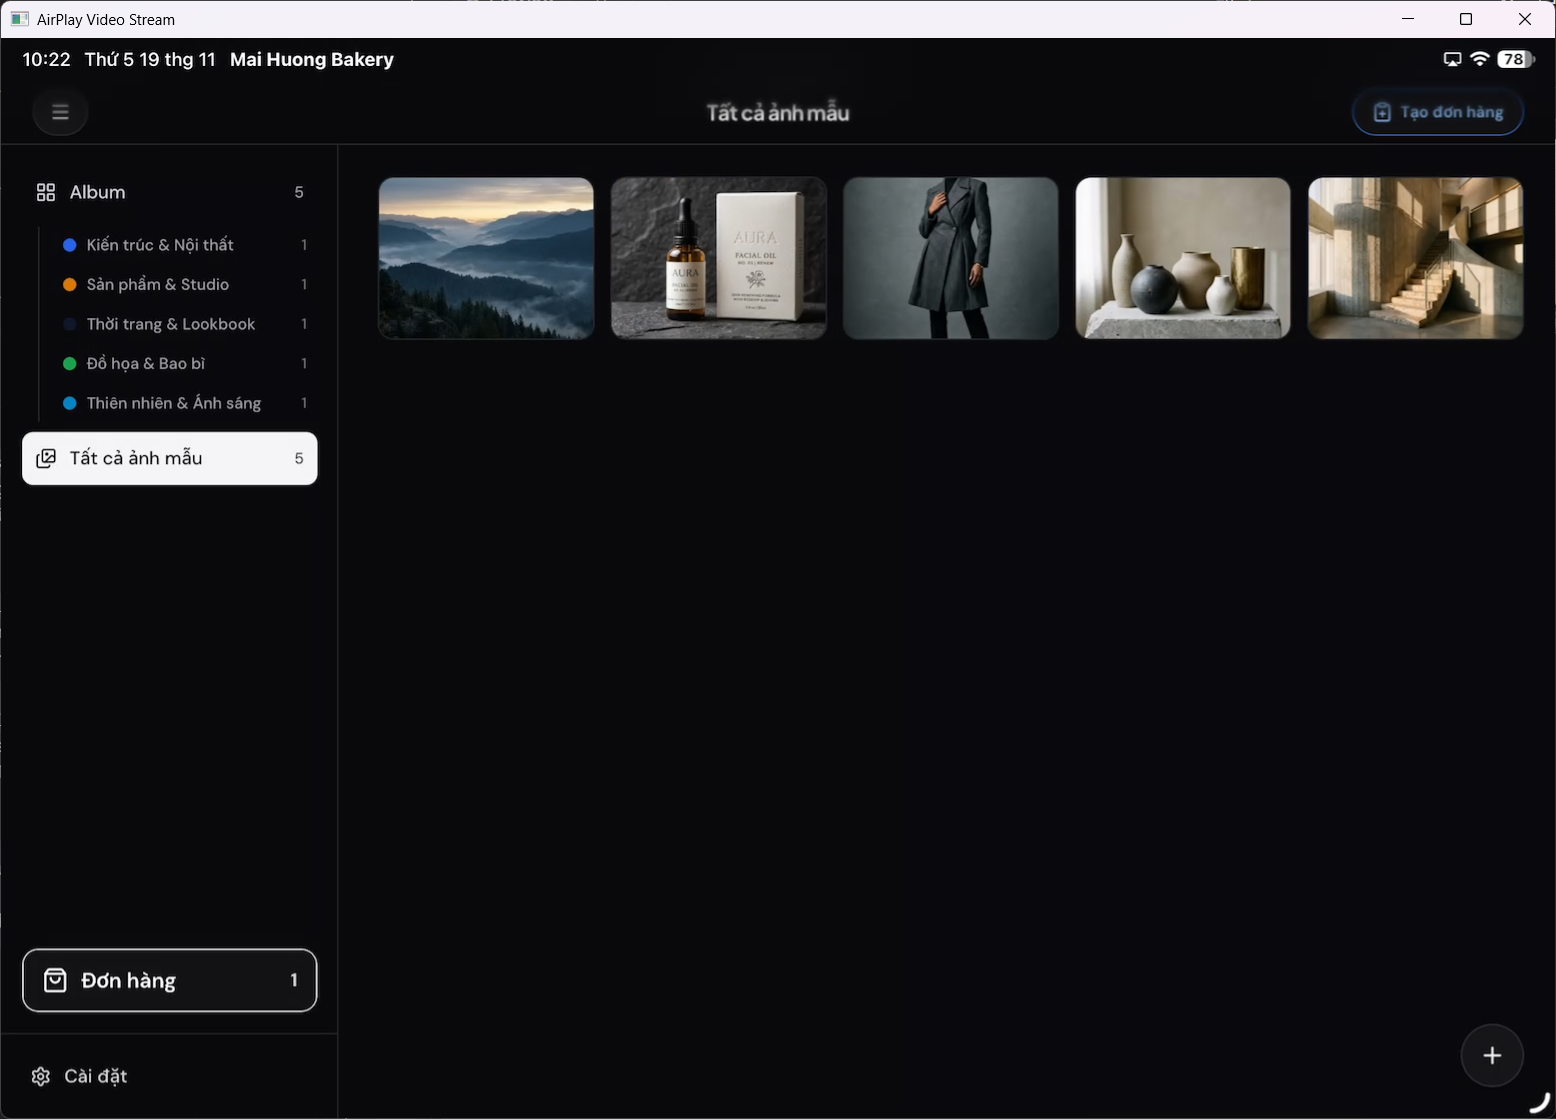 AirPlay Video Stream
10:22 Thứ 5 19 thg 11 Mai Huong Bakery
78
Tất cả ảnh mẫu
Tạo đơn hàng
Album 5
Kiến trúc & Nội thất 1
Sản phẩm & Studio 1
Thời trang & Lookbook 1
Đồ họa & Bao bì 1
Thiên nhiên & Ánh sáng 1
Tất cả ảnh mẫu 5
AURA
FACIAL OIL
AURA
FACIAL OIL
Đơn hàng 1
Cài đặt